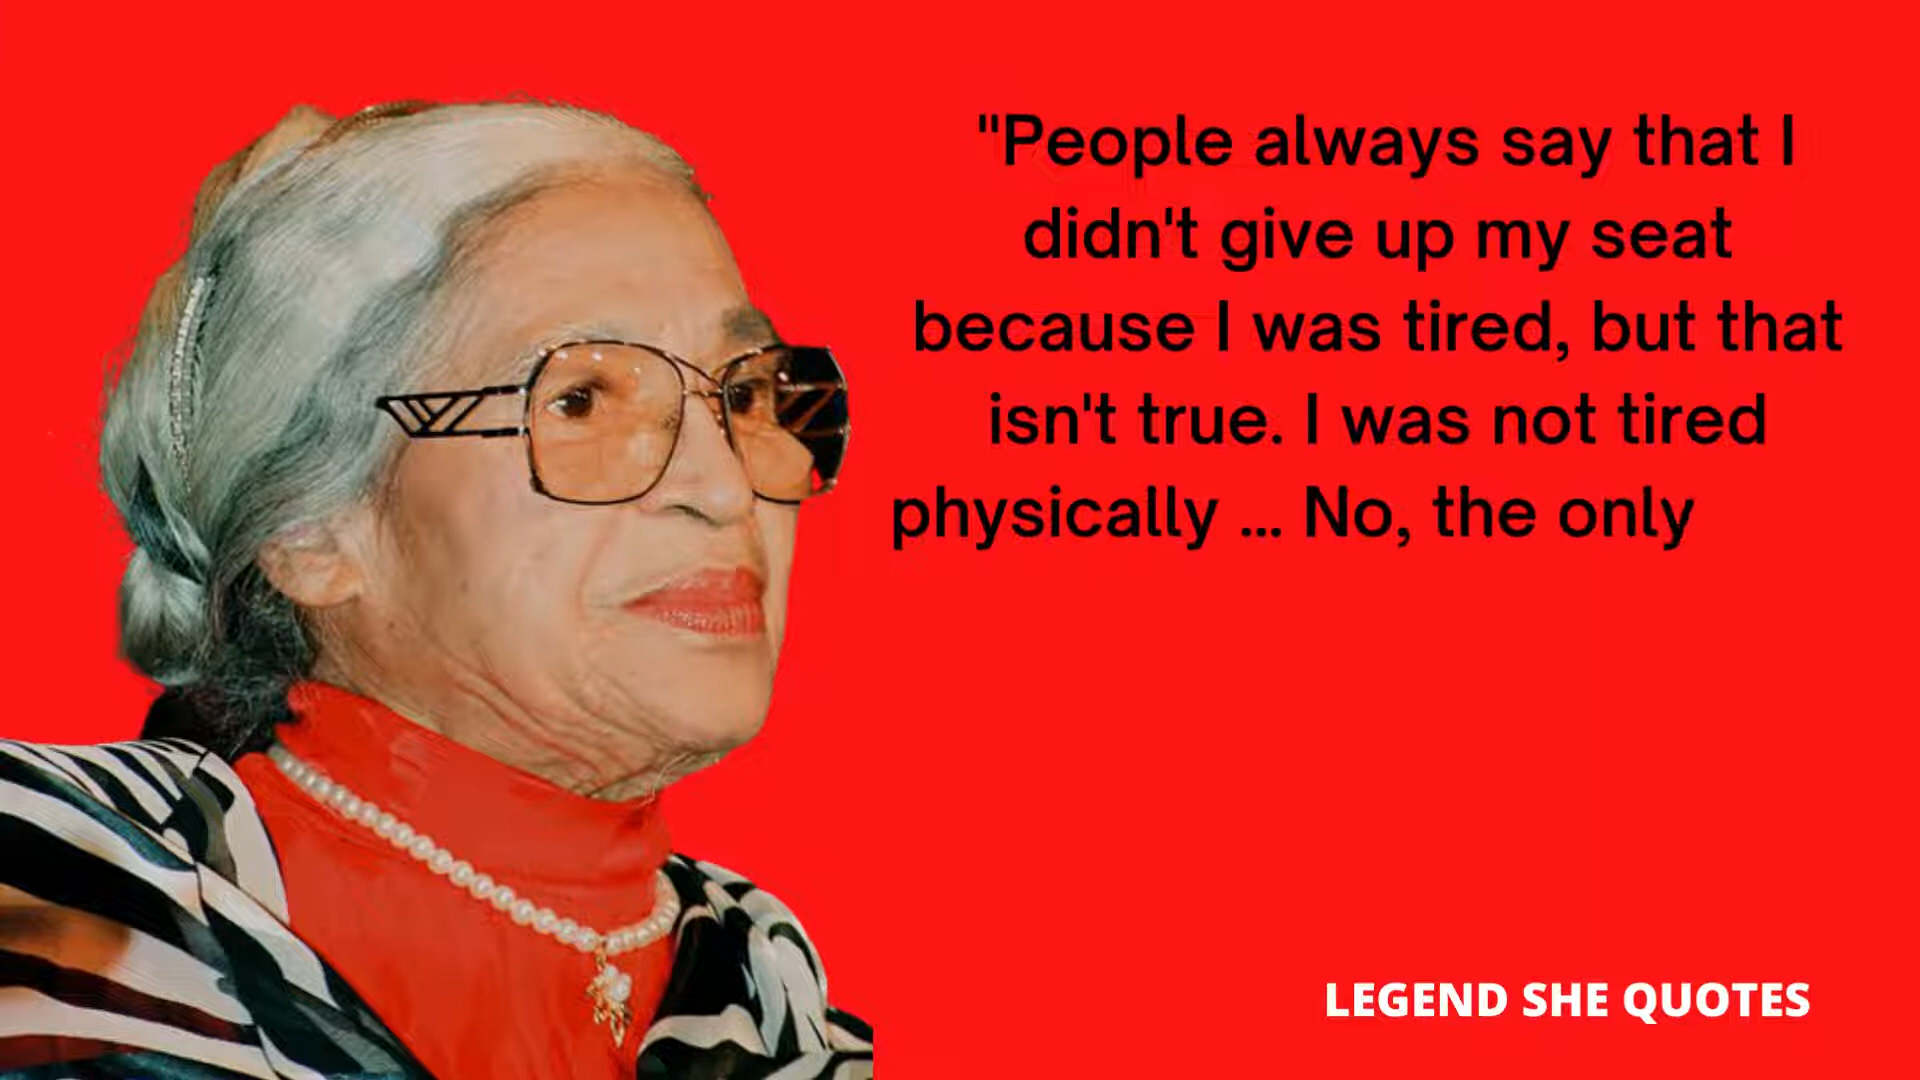 "People always say that I
didn't give up my seat
because I was tired, but that
isn't true. I was not tired
physically ... No, the only
LEGEND SHE QUOTES